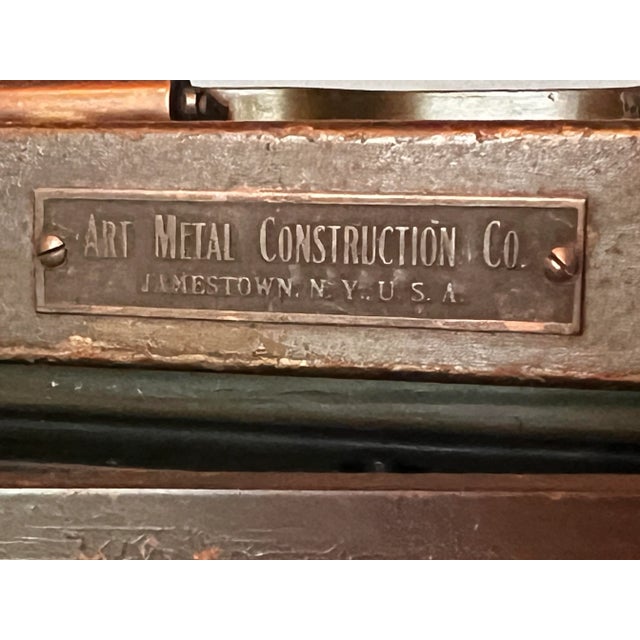 ART METAL CONSTRUCTION CO.
JAMESTOWN, N. Y., U. S. A.